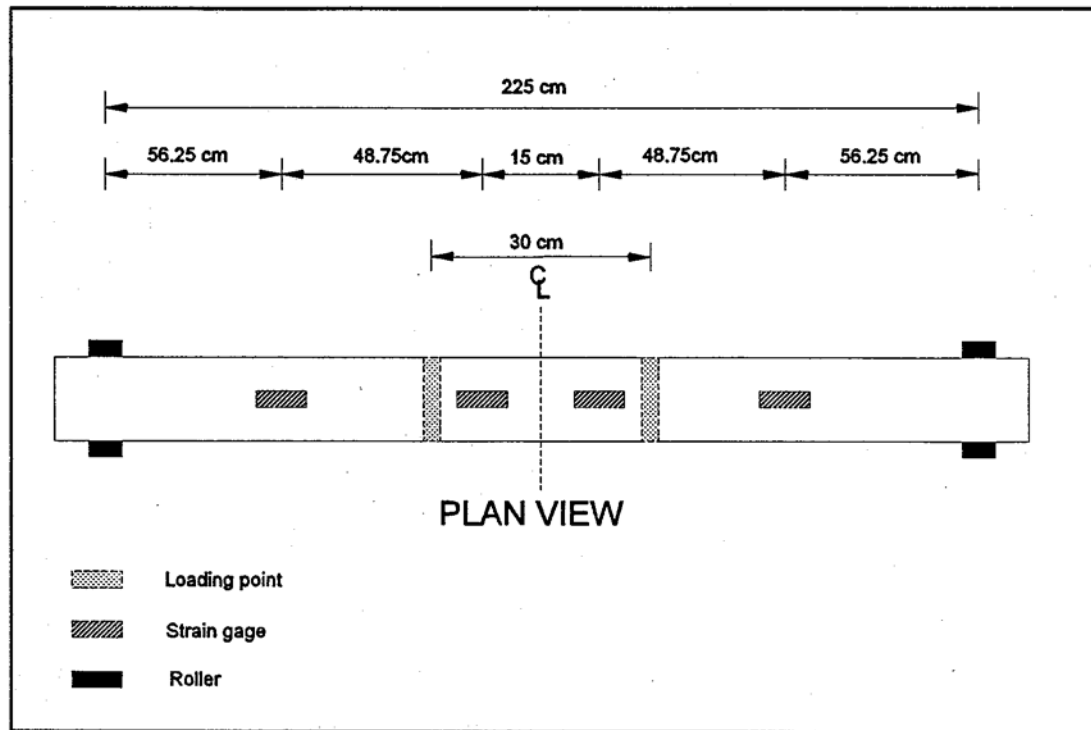 225 cm
56.25 cm 48.75cm 15 cm 48.75cm 56.25 cm
30 cm
CL
PLAN VIEW
Loading point
Strain gage
Roller